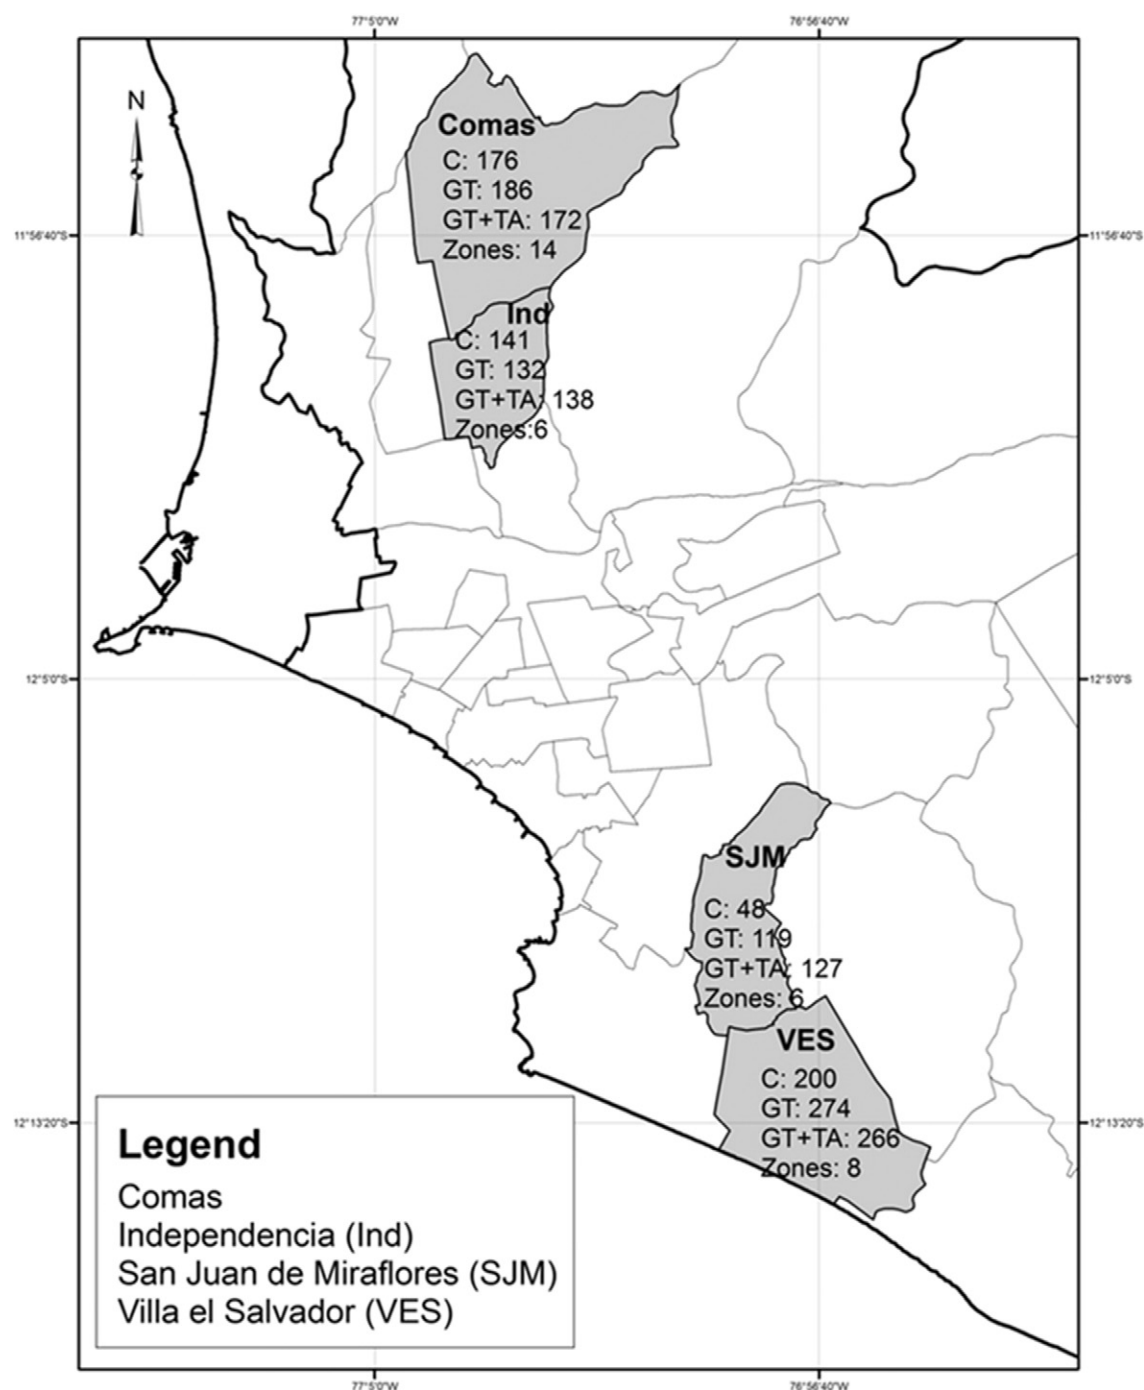 77°5'0"W 76°56'40"W
N
Comas
C: 176
GT: 186
GT+TA: 172
Zones: 14
11°56'40"S 11°56'40"S
Ind
C: 141
GT: 132
GT+TA: 138
Zones:6
12°5'0"S 12°5'0"S
SJM
C: 48
GT: 119
GT+TA: 127
Zones: 6
VES
C: 200
GT: 274
GT+TA: 266
Zones: 8
12°13'20"S 12°13'20"S
Legend
Comas
Independencia (Ind)
San Juan de Miraflores (SJM)
Villa el Salvador (VES)
77°5'0"W 76°56'40"W